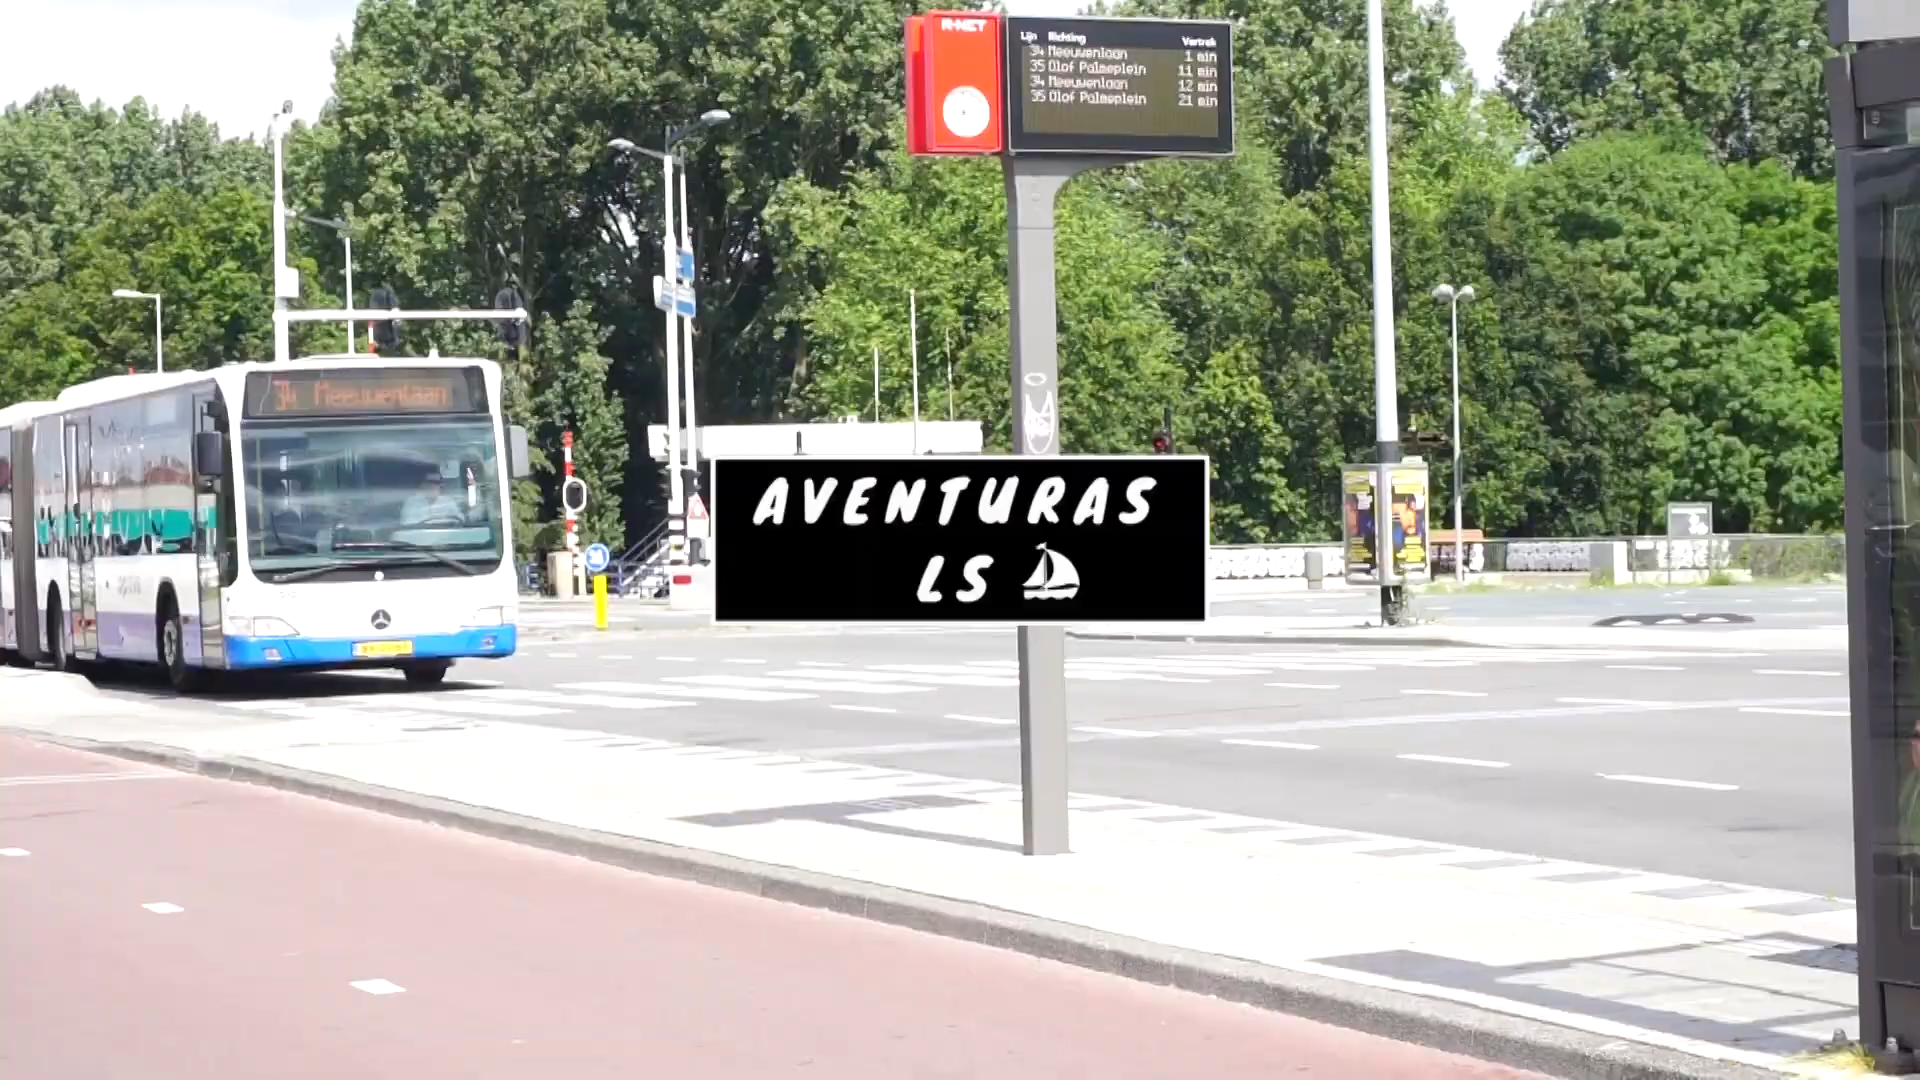 R-NET
Lijn Richting Vertrek
34 Meeuwenlaan 1 min
35 Olof Palmeplein 11 min
34 Meeuwenlaan 12 min
35 Olof Palmeplein 21 min
34 Meeuwenlaan
AVENTURAS
LS